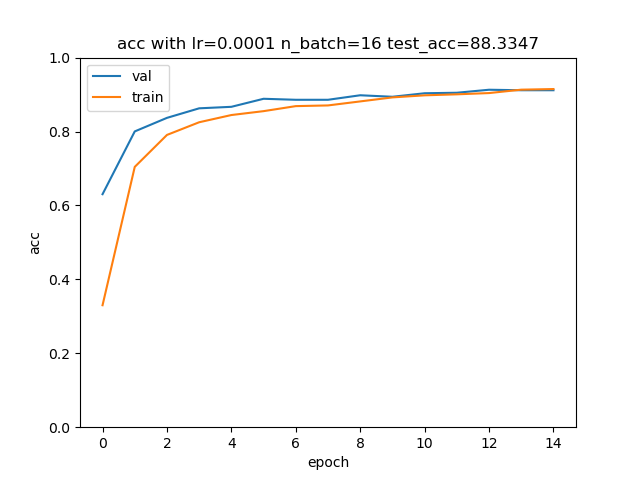 acc with lr=0.0001 n_batch=16 test_acc=88.3347
val
train
1.0
0.8
0.6
0.4
0.2
0.0
acc
0 2 4 6 8 10 12 14
epoch